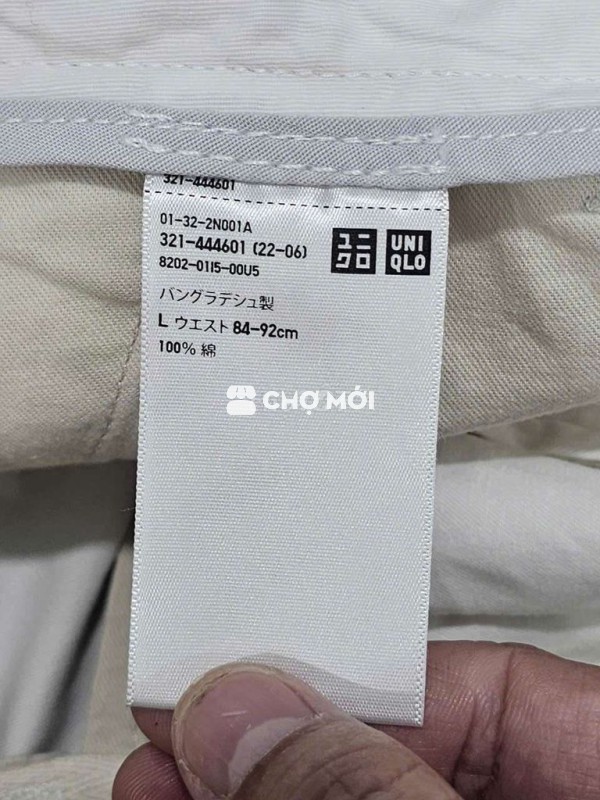 321-444601
01-32-2N001A
321-444601 (22-06)
8202-0115-00U5
ユニクロ
UNIQLO
バングラデシュ製
L ウエスト 84-92cm
100% 綿
CHỢ MỚI